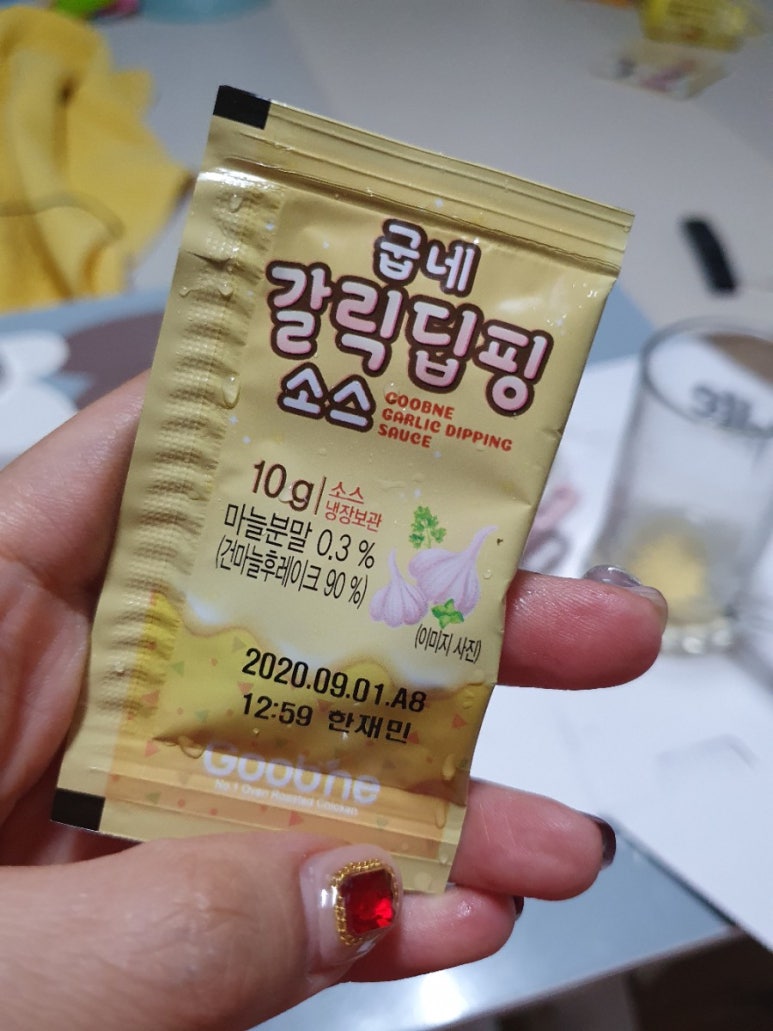 굽네
갈릭딥핑
소스
GOOBNE
GARLIC DIPPING
SAUCE
10g
소스
냉장보관
마늘분말 0.3 %
(건마늘후레이크 90 %)
(이미지 사진)
2020.09.01.A8
12:59 한재민
Goobne
No.1 Oven Roasted Chicken